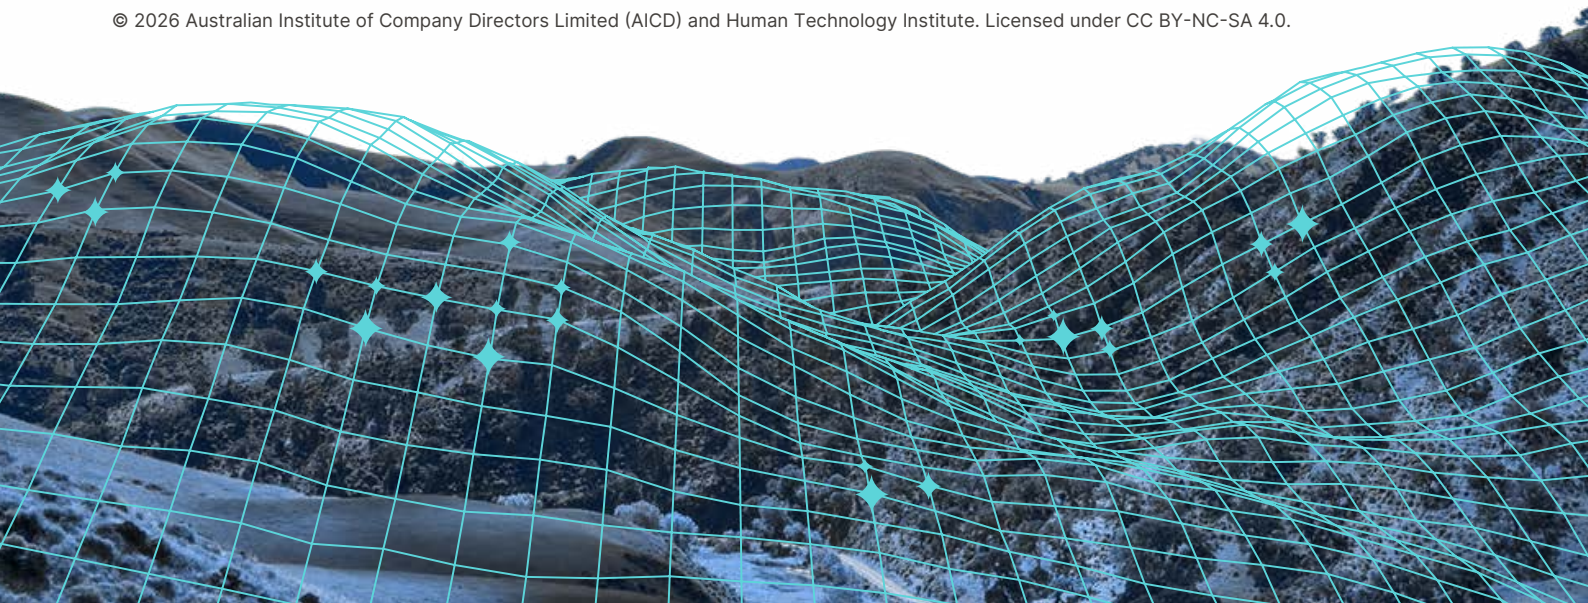 © 2026 Australian Institute of Company Directors Limited (AICD) and Human Technology Institute. Licensed under CC BY-NC-SA 4.0.